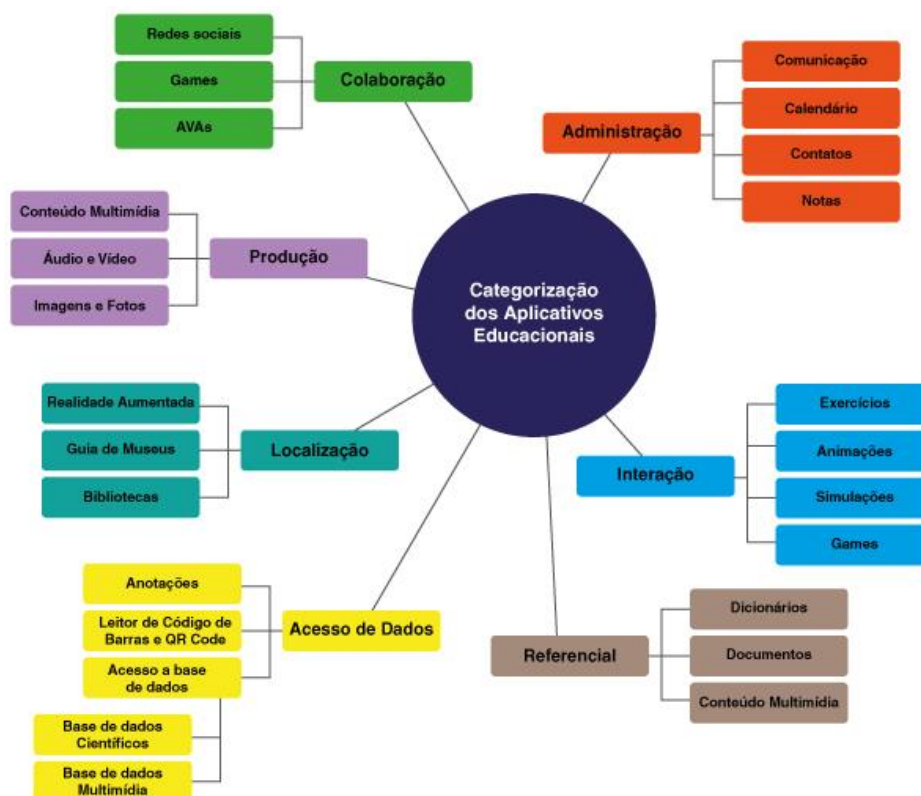 Categorização
dos Aplicativos
Educacionais
Colaboração
Redes sociais
Games
AVAs
Administração
Comunicação
Calendário
Contatos
Notas
Produção
Conteúdo Multimídia
Áudio e Vídeo
Imagens e Fotos
Localização
Realidade Aumentada
Guia de Museus
Bibliotecas
Interação
Exercícios
Animações
Simulações
Games
Acesso de Dados
Anotações
Leitor de Código de
Barras e QR Code
Acesso a base
de dados
Base de dados
Científicos
Base de dados
Multimídia
Referencial
Dicionários
Documentos
Conteúdo Multimídia